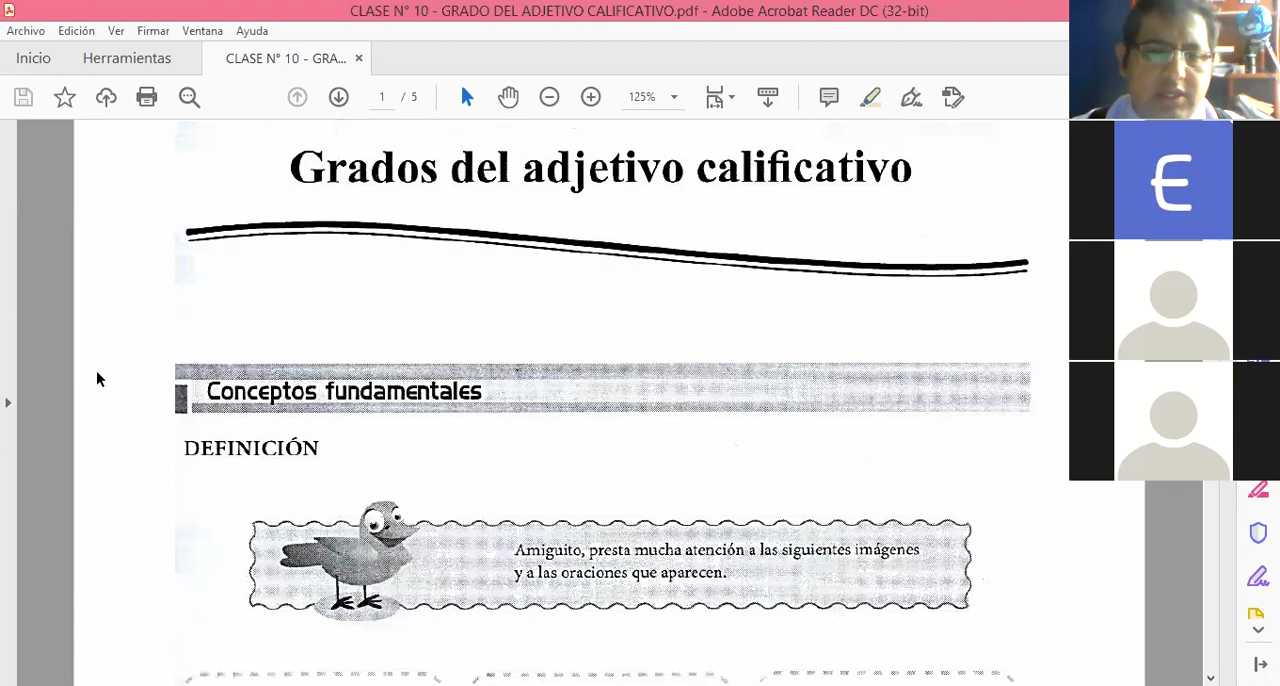 CLASE N° 10 - GRADO DEL ADJETIVO CALIFICATIVO.pdf - Adobe Acrobat Reader DC (32-bit)
Archivo Edición Ver Firmar Ventana Ayuda
Inicio Herramientas CLASE N° 10 - GRA... ×
1 / 5 125%
Grados del adjetivo calificativo
Conceptos fundamentales
DEFINICIÓN
Amiguito, presta mucha atención a las siguientes imágenes
y a las oraciones que aparecen.
E